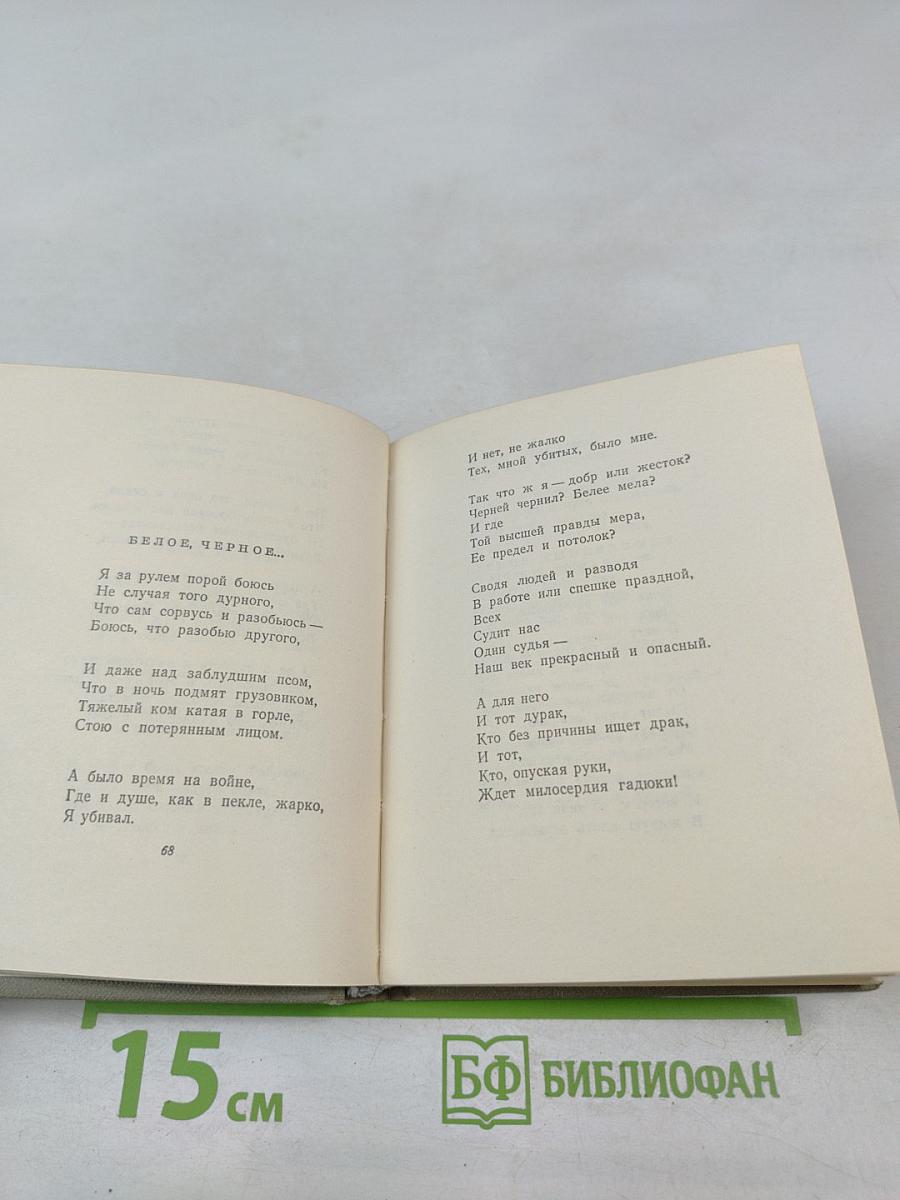 БЕЛОЕ, ЧЕРНОЕ...
Я за рулем порой боюсь
Не случая того дурного,
Что сам сорвусь и разобьюсь —
Боюсь, что разобью другого,
И даже над заблудшим псом,
Что в ночь подмят грузовиком,
Тяжелый ком катая в горле,
Стою с потерянным лицом.
А было время на войне,
Где и душе, как в пекле, жарко,
Я убивал.
68
И нет, не жалко
Тех, мной убитых, было мне.
Так что ж я — добр или жесток?
Черней чернил? Белее мела?
И где
Той высшей правды мера,
Ее предел и потолок?
Сводя людей и разводя
В работе или спешке праздной,
Всех
Судит нас
Один судья —
Наш век прекрасный и опасный.
А для него
И тот дурак,
Кто без причины ищет драк,
И тот,
Кто, опуская руки,
Ждет милосердия гадюки!
15 см
БФ БИБЛИОФАН